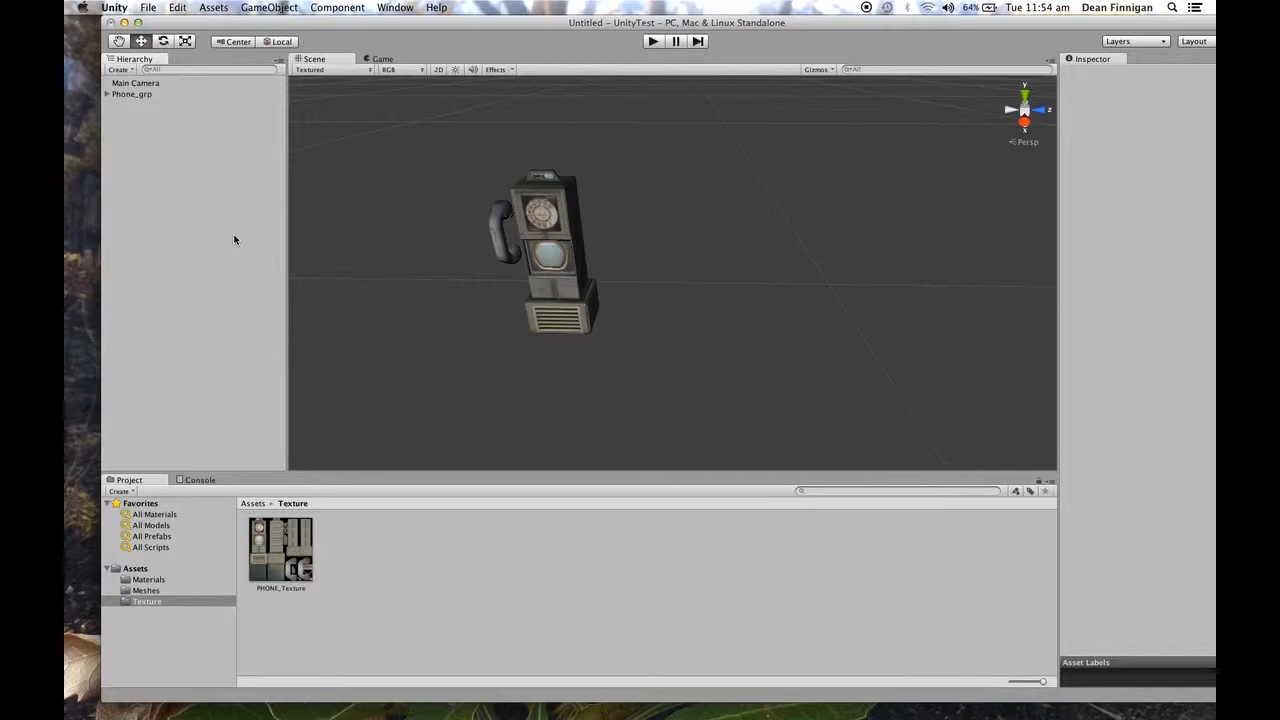 Unity File Edit Assets GameObject Component Window Help 64% Tue 11:54 am Dean Finnigan
Untitled – UnityTest – PC, Mac & Linux Standalone
Center Local Layers Layout
Hierarchy Scene Game Inspector
Create All Textured RGB 2D Effects Gizmos All
Main Camera
Phone_grp
y
z
x
Persp
Project Console
Create
Favorites Assets Texture
All Materials
All Models
All Prefabs
All Scripts
Assets
Materials
Meshes
Texture
PHONE_Texture
Asset Labels